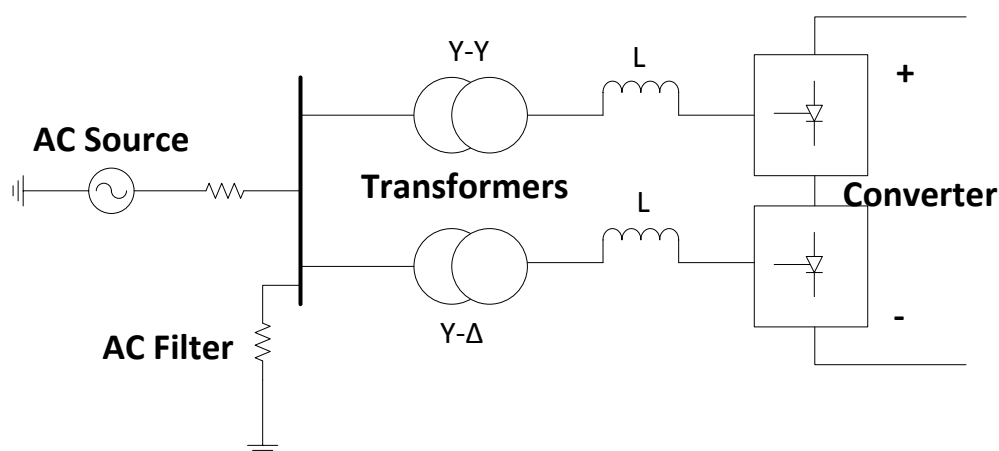 Y-Y
L
+
AC Source
Transformers
Converter
L
-
AC Filter
Y-Δ